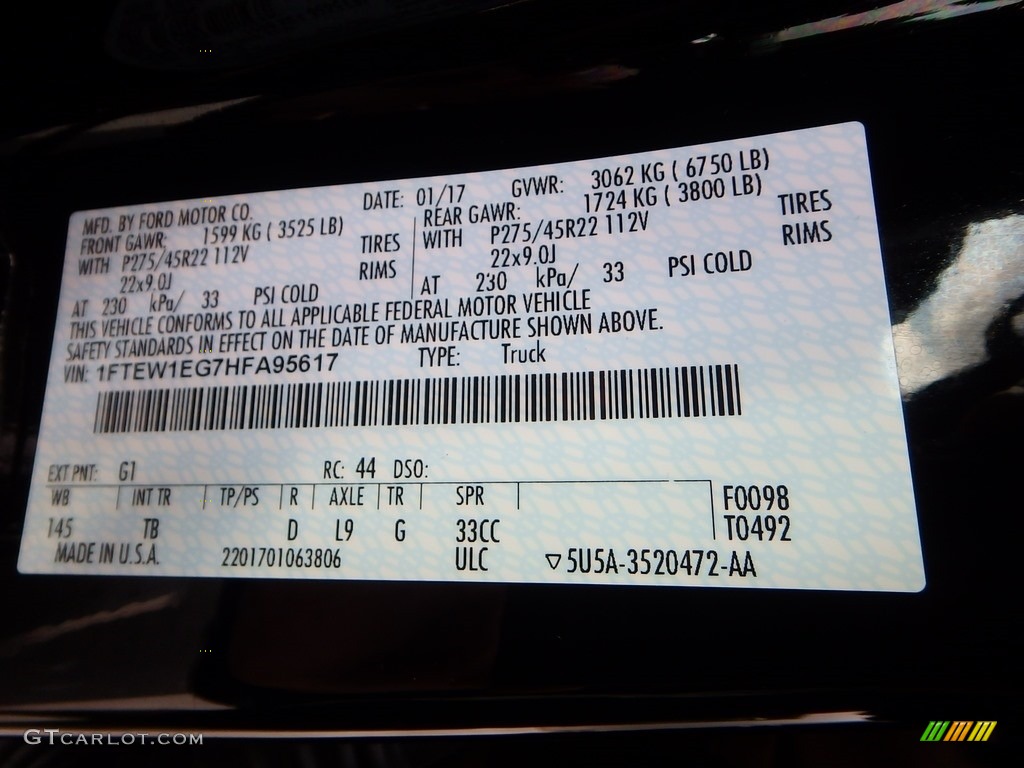 MFD. BY FORD MOTOR CO. DATE: 01/17 GVWR: 3062 KG ( 6750 LB)
FRONT GAWR: 1599 KG ( 3525 LB) REAR GAWR: 1724 KG ( 3800 LB)
WITH P275/45R22 112V TIRES WITH P275/45R22 112V TIRES
22x9.0J RIMS 22x9.0J RIMS
AT 230 kPa/ 33 PSI COLD AT 230 kPa/ 33 PSI COLD
THIS VEHICLE CONFORMS TO ALL APPLICABLE FEDERAL MOTOR VEHICLE
SAFETY STANDARDS IN EFFECT ON THE DATE OF MANUFACTURE SHOWN ABOVE.
VIN: 1FTEW1EG7HFA95617 TYPE: Truck
EXT PNT: G1 RC: 44 DSO:
WB INT TR TP/PS R AXLE TR SPR F0098
145 TB D L9 G 33CC T0492
MADE IN U.S.A. 2201701063806 ULC ▽5U5A-3520472-AA
GTCARLOT.COM